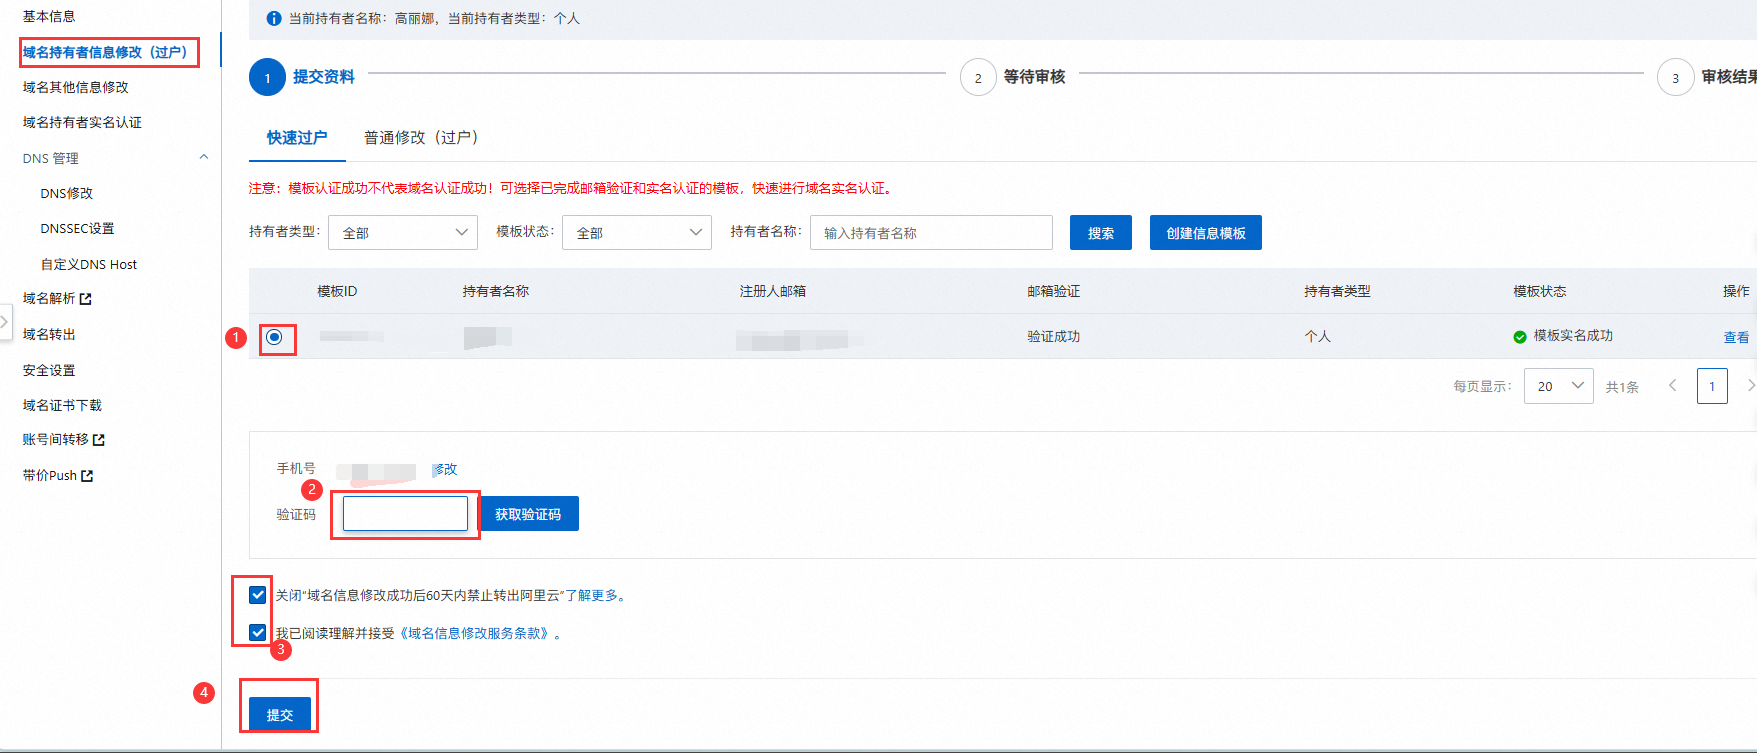 基本信息
域名持有者信息修改（过户）
域名其他信息修改
域名持有者实名认证
DNS 管理
DNS修改
DNSSEC设置
自定义DNS Host
域名解析
域名转出
安全设置
域名证书下载
账号间转移
带价Push
当前持有者名称：高丽娜，当前持有者类型：个人
1 提交资料
2 等待审核
3 审核结果
快速过户 普通修改（过户）
注意：模板认证成功不代表域名认证成功！可选择已完成邮箱验证和实名认证的模板，快速进行域名实名认证。
持有者类型： 全部 模板状态： 全部 持有者名称： 输入持有者名称 搜索 创建信息模板
模板ID 持有者名称 注册人邮箱 邮箱验证 持有者类型 模板状态 操作
1 验证成功 个人 模板实名成功 查看
每页显示： 20 共1条 1
手机号 修改
2
验证码 获取验证码
关闭“域名信息修改成功后60天内禁止转出阿里云”了解更多。
我已阅读理解并接受《域名信息修改服务条款》。
3
4
提交